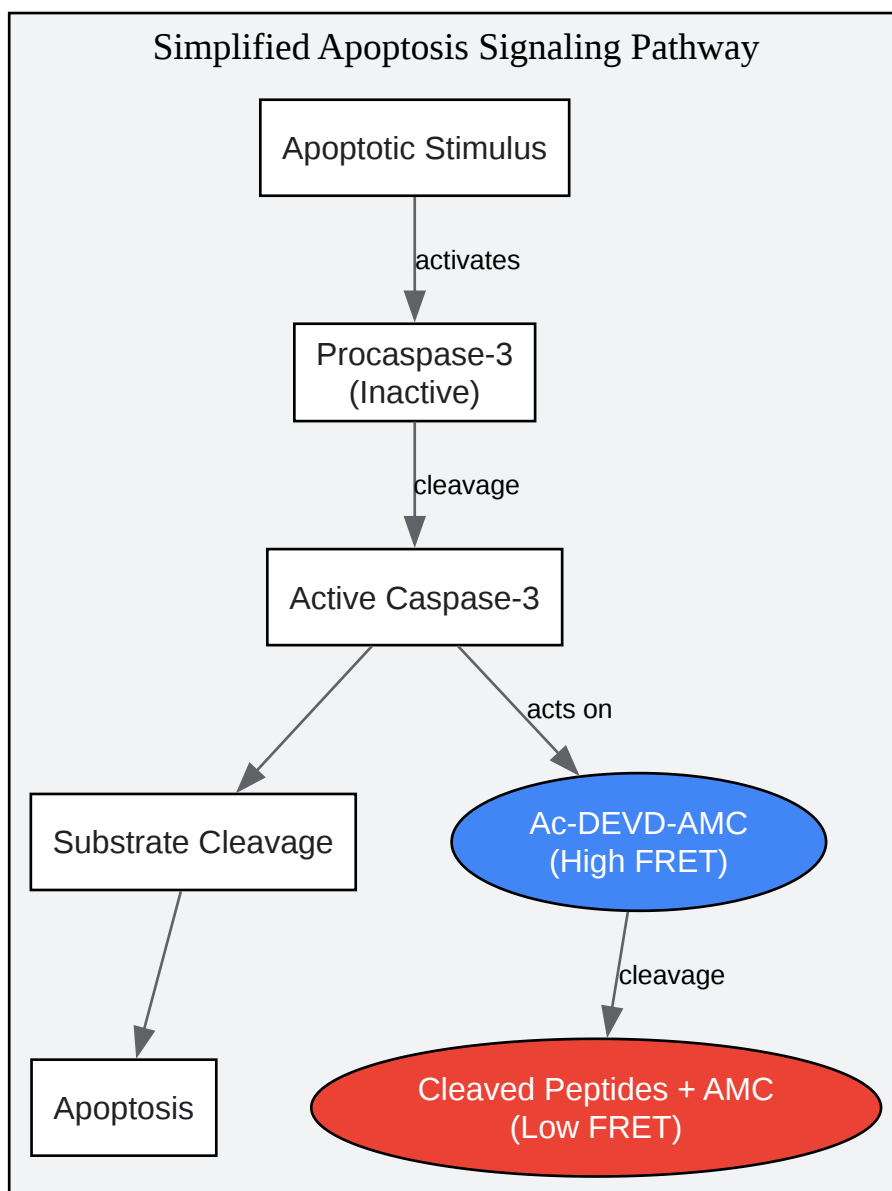 Simplified Apoptosis Signaling Pathway
Apoptotic Stimulus
activates
Procaspase-3
(Inactive)
cleavage
Active Caspase-3
acts on
Substrate Cleavage
Ac-DEVD-AMC
(High FRET)
cleavage
Apoptosis
Cleaved Peptides + AMC
(Low FRET)